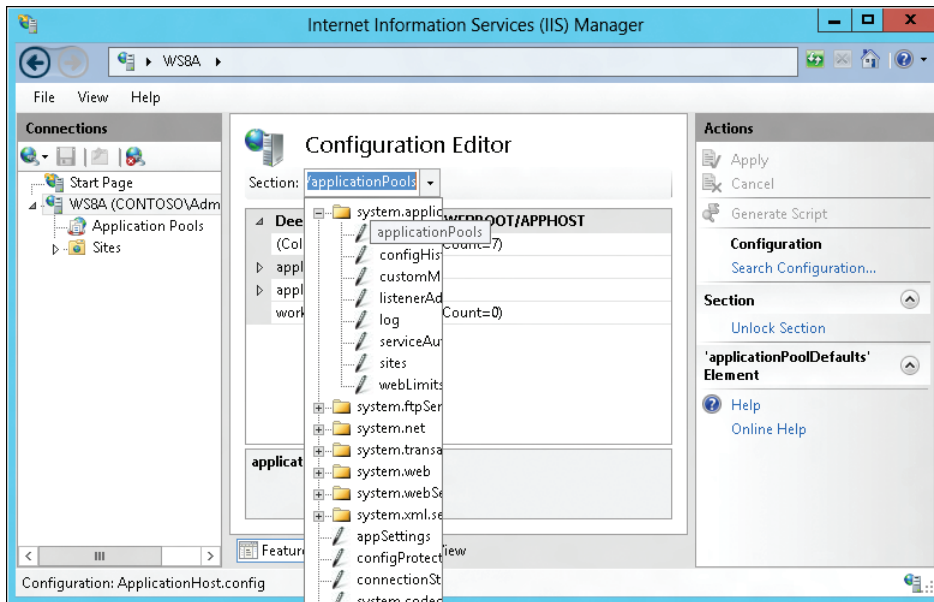 Internet Information Services (IIS) Manager
WS8A
File View Help
Connections
Start Page
WS8A (CONTOSO\Adm
Application Pools
Sites
Configuration Editor
Section: /applicationPools
Dee
WEBROOT/APPHOST
(Col
Count=7)
appl
appl
work
Count=0)
applicat
system.applic
applicationPools
configHis
customM
listenerAd
log
serviceAu
sites
webLimits
system.ftpSer
system.net
system.transa
system.web
system.webSe
system.xml.se
appSettings
configProtect
connectionSt
system.codec
Featur
iew
Actions
Apply
Cancel
Generate Script
Configuration
Search Configuration...
Section
Unlock Section
'applicationPoolDefaults'
Element
Help
Online Help
Configuration: ApplicationHost.config